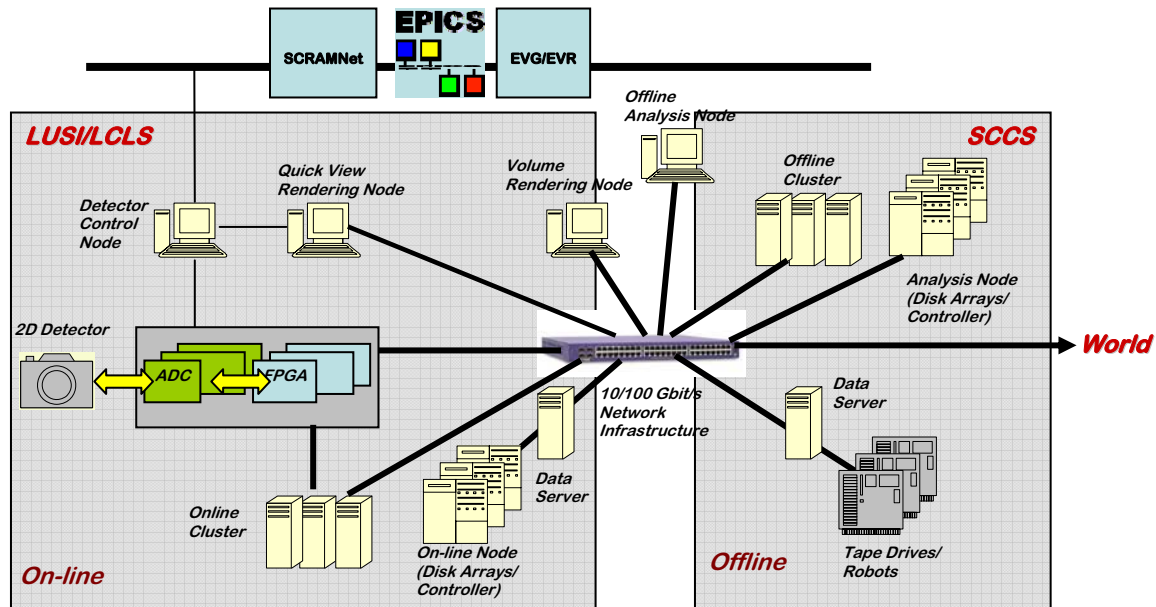 EPICS
SCRAMNet
EVG/EVR
LUSI/LCLS
Offline
Analysis Node
SCCS
Quick View
Rendering Node
Volume
Rendering Node
Offline
Cluster
Detector
Control
Node
Analysis Node
(Disk Arrays/
Controller)
2D Detector
World
ADC
FPGA
10/100 Gbit/s
Network
Infrastructure
Data
Server
Data
Server
Online
Cluster
On-line Node
(Disk Arrays/
Controller)
Tape Drives/
Robots
On-line
Offline